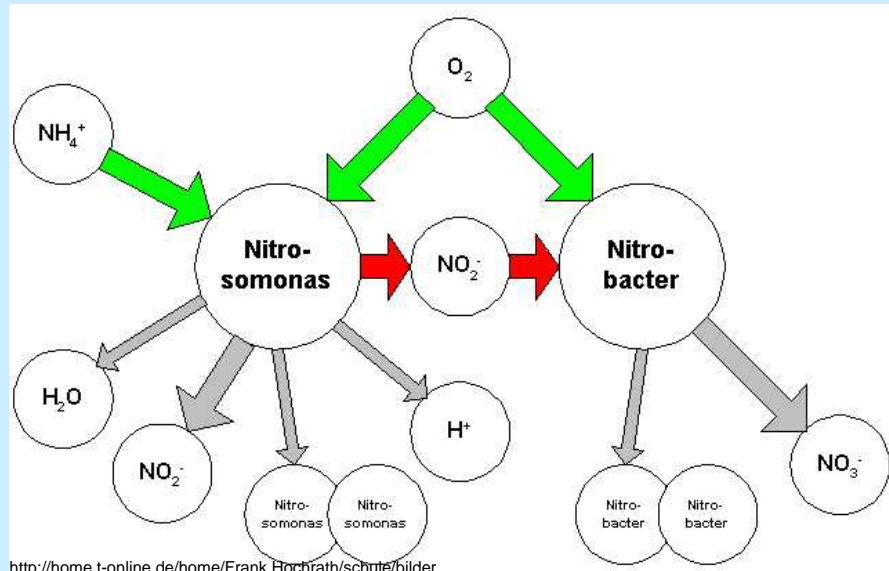 O₂
NH₄⁺
Nitro-
somonas
NO₂⁻
Nitro-
bacter
H₂O
NO₂⁻
H⁺
NO₃⁻
Nitro-
somonas
Nitro-
somonas
Nitro-
bacter
Nitro-
bacter
http://home.t-online.de/home/Frank.Hochrath/schule/bilder